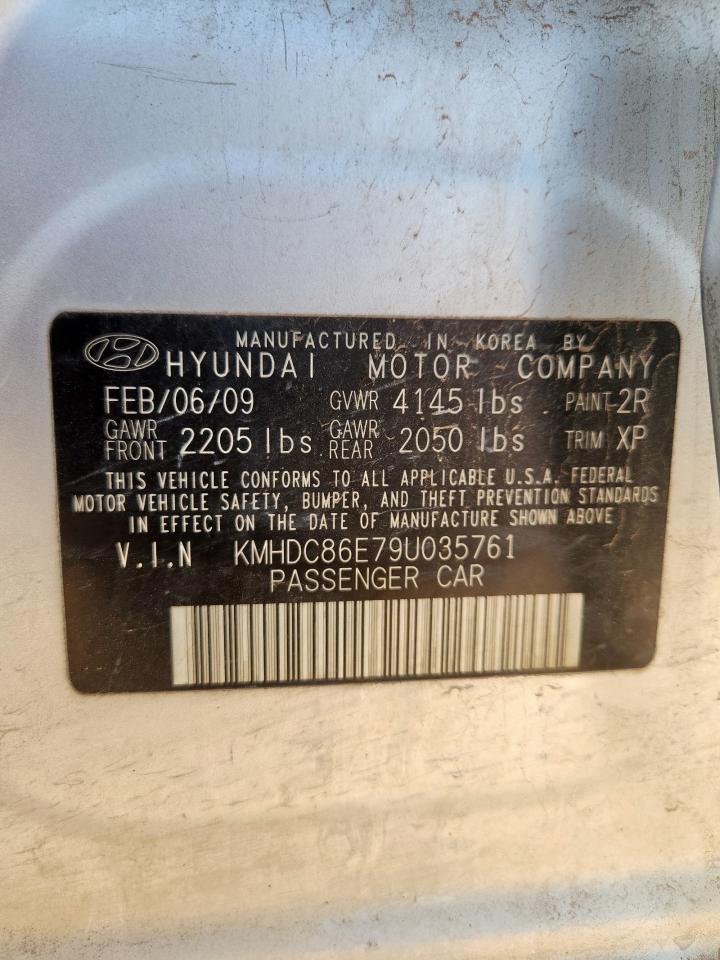 MANUFACTURED IN KOREA BY
HYUNDAI MOTOR COMPANY
FEB/06/09 GVWR 4145 lbs PAINT 2R
GAWR FRONT 2205 lbs GAWR REAR 2050 lbs TRIM XP
THIS VEHICLE CONFORMS TO ALL APPLICABLE U.S.A. FEDERAL
MOTOR VEHICLE SAFETY, BUMPER, AND THEFT PREVENTION STANDARDS
IN EFFECT ON THE DATE OF MANUFACTURE SHOWN ABOVE
V.I.N KMHDC86E79U035761
PASSENGER CAR